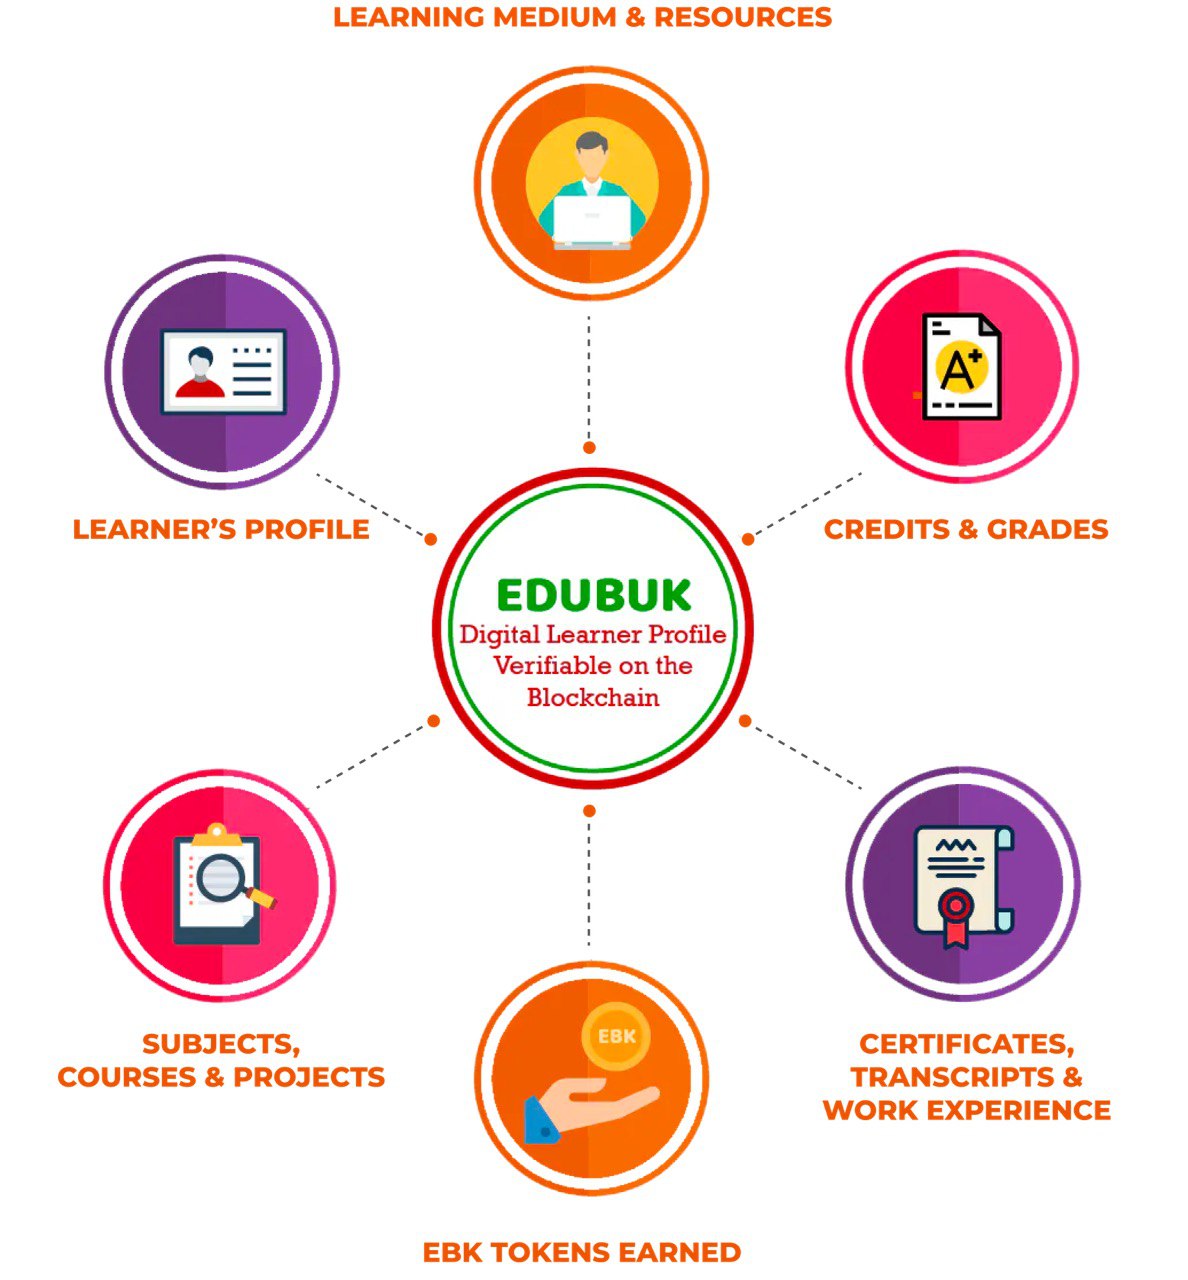 LEARNING MEDIUM & RESOURCES
A+
LEARNER’S PROFILE
CREDITS & GRADES
EDUBUK
Digital Learner Profile
Verifiable on the
Blockchain
SUBJECTS,
COURSES & PROJECTS
CERTIFICATES,
TRANSCRIPTS &
WORK EXPERIENCE
EBK
EBK TOKENS EARNED